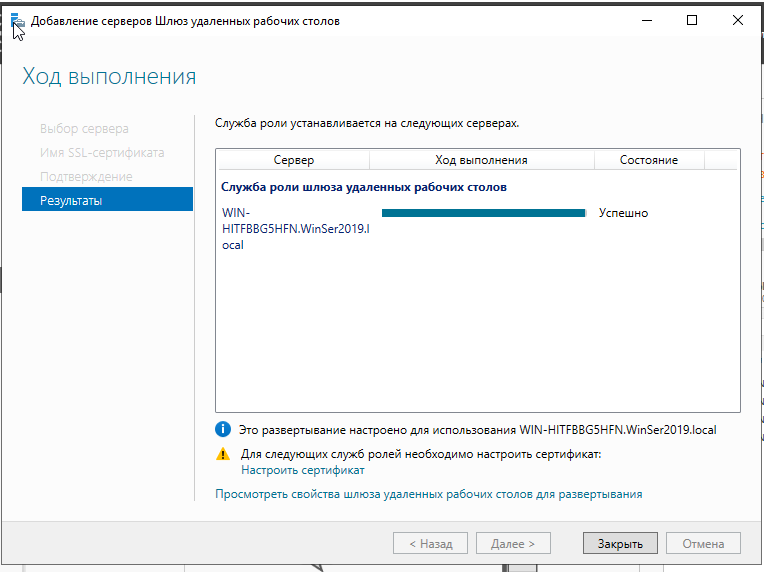 Добавление серверов Шлюз удаленных рабочих столов
Ход выполнения
Выбор сервера
Имя SSL-сертификата
Подтверждение
Результаты
Служба роли устанавливается на следующих серверах.
Сервер Ход выполнения Состояние
Служба роли шлюза удаленных рабочих столов
WIN-
HITFBBG5HFN.WinSer2019.l
ocal
Успешно
Это развертывание настроено для использования WIN-HITFBBG5HFN.WinSer2019.local
Для следующих служб ролей необходимо настроить сертификат:
Настроить сертификат
Просмотреть свойства шлюза удаленных рабочих столов для развертывания
< Назад Далее > Закрыть Отмена